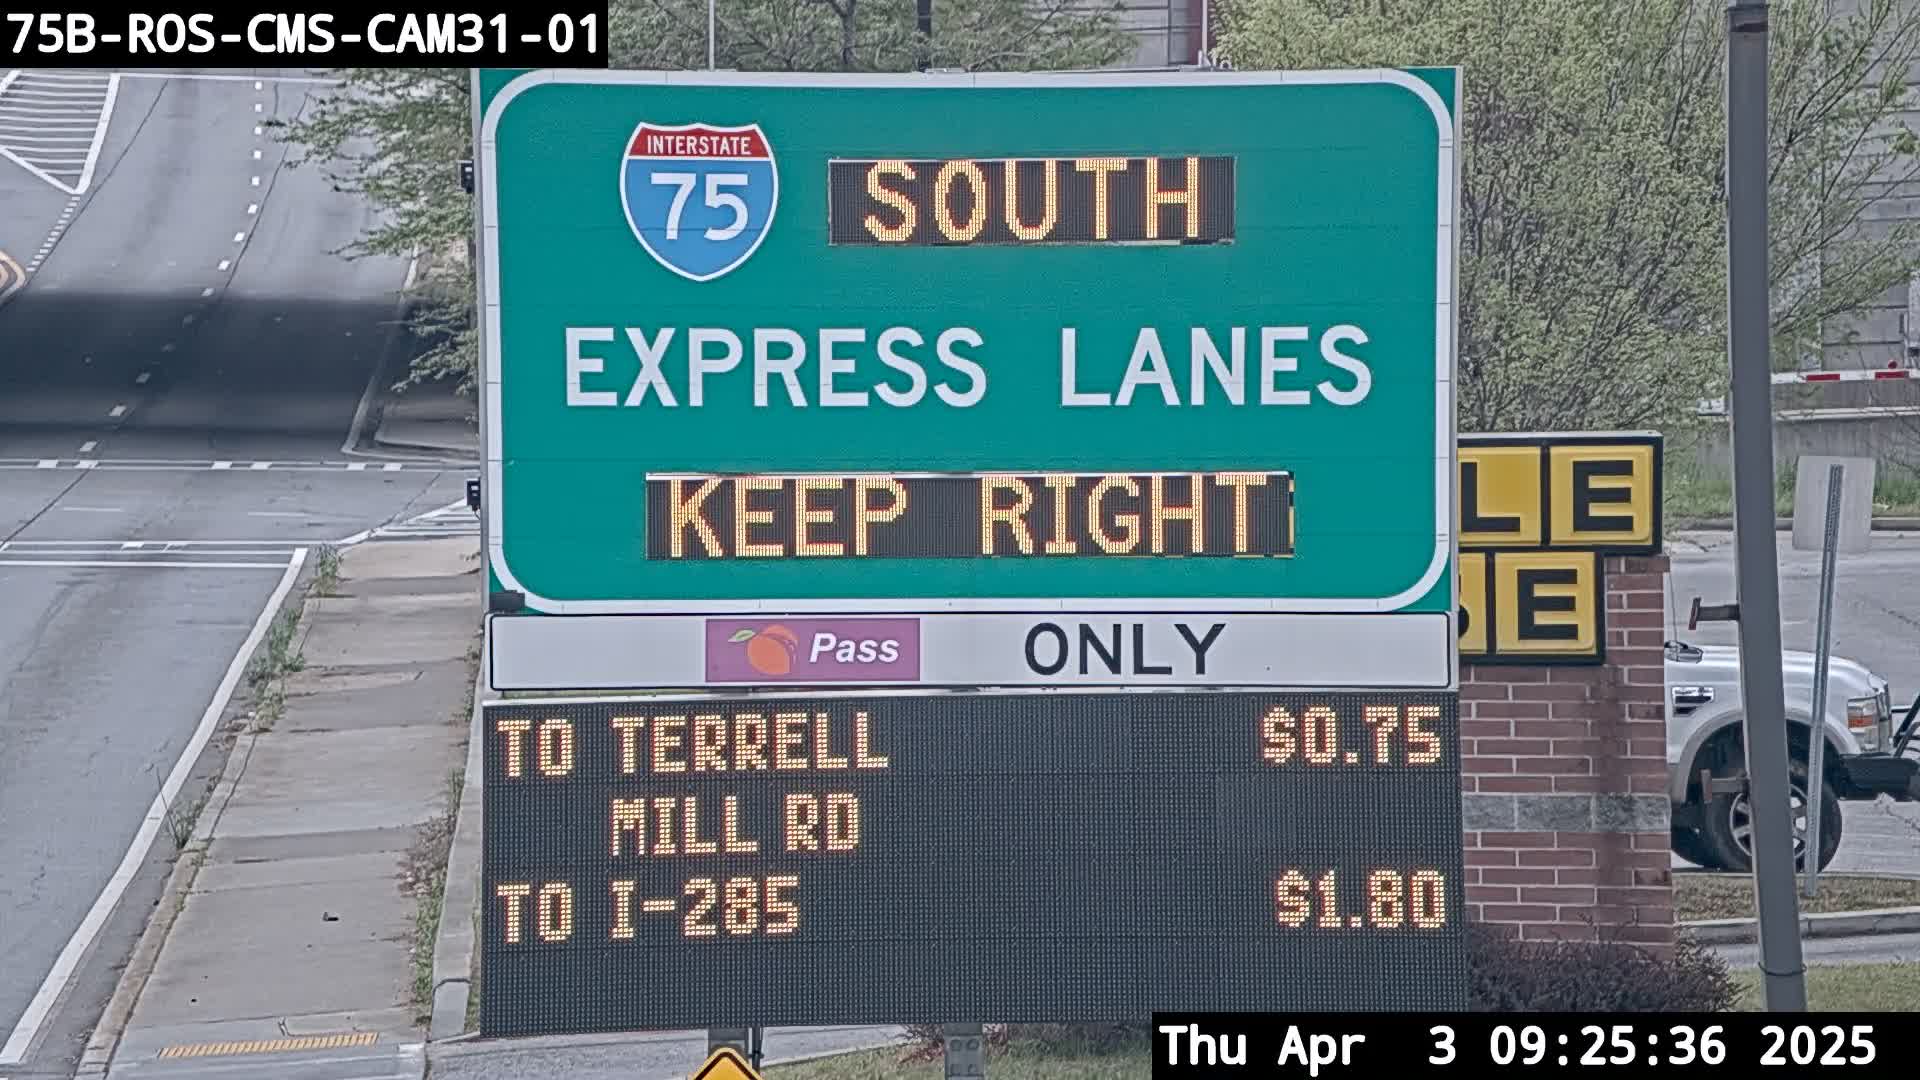 75B-ROS-CMS-CAM31-01
INTERSTATE
75
SOUTH
EXPRESS LANES
KEEP RIGHT
Pass ONLY
TO TERRELL $0.75
MILL RD
TO I-285 $1.80
LE
E
Thu Apr 3 09:25:36 2025